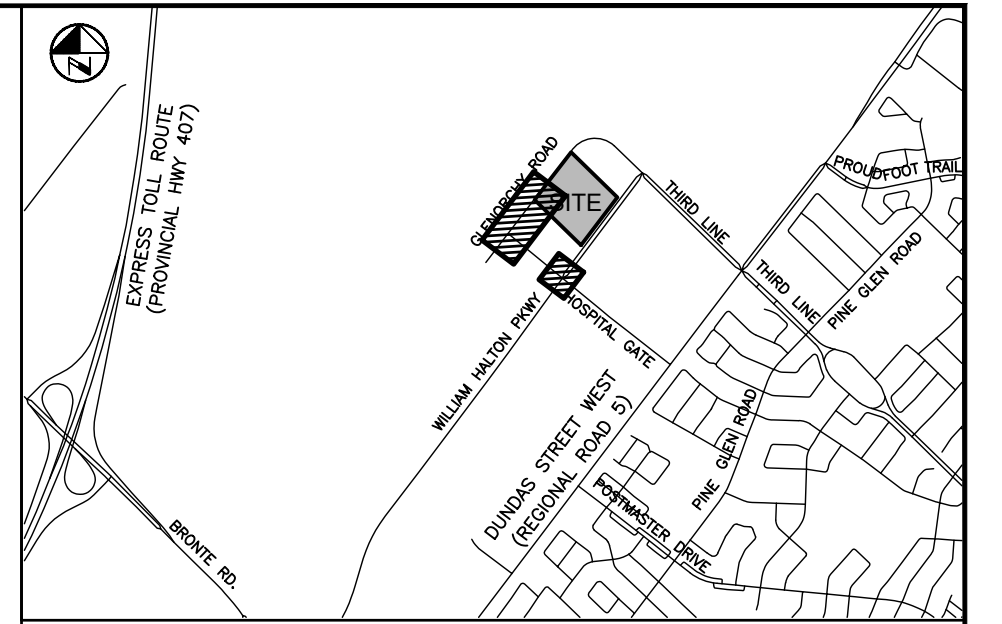 N
EXPRESS TOLL ROUTE
(PROVINCIAL HWY 407)
GLENORCHY ROAD
SITE
THIRD LINE
PROUDFOOT TRAIL
THIRD LINE
PINE GLEN ROAD
WILLIAM HALTON PKWY
HOSPITAL GATE
DUNDAS STREET WEST
(REGIONAL ROAD 5)
PINE GLEN ROAD
POSTMASTER DRIVE
BRONTE RD.